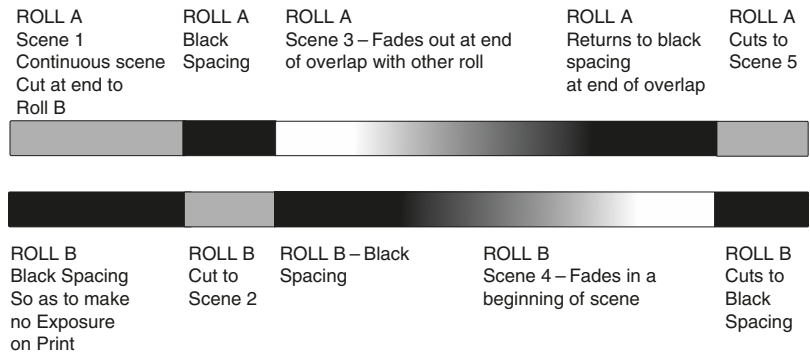 ROLL A
Scene 1
Continuous scene
Cut at end to
Roll B
ROLL A
Black
Spacing
ROLL A
Scene 3 – Fades out at end
of overlap with other roll
ROLL A
Returns to black
spacing
at end of overlap
ROLL A
Cuts to
Scene 5
ROLL B
Black Spacing
So as to make
no Exposure
on Print
ROLL B
Cut to
Scene 2
ROLL B – Black
Spacing
ROLL B
Scene 4 – Fades in a
beginning of scene
ROLL B
Cuts to
Black
Spacing